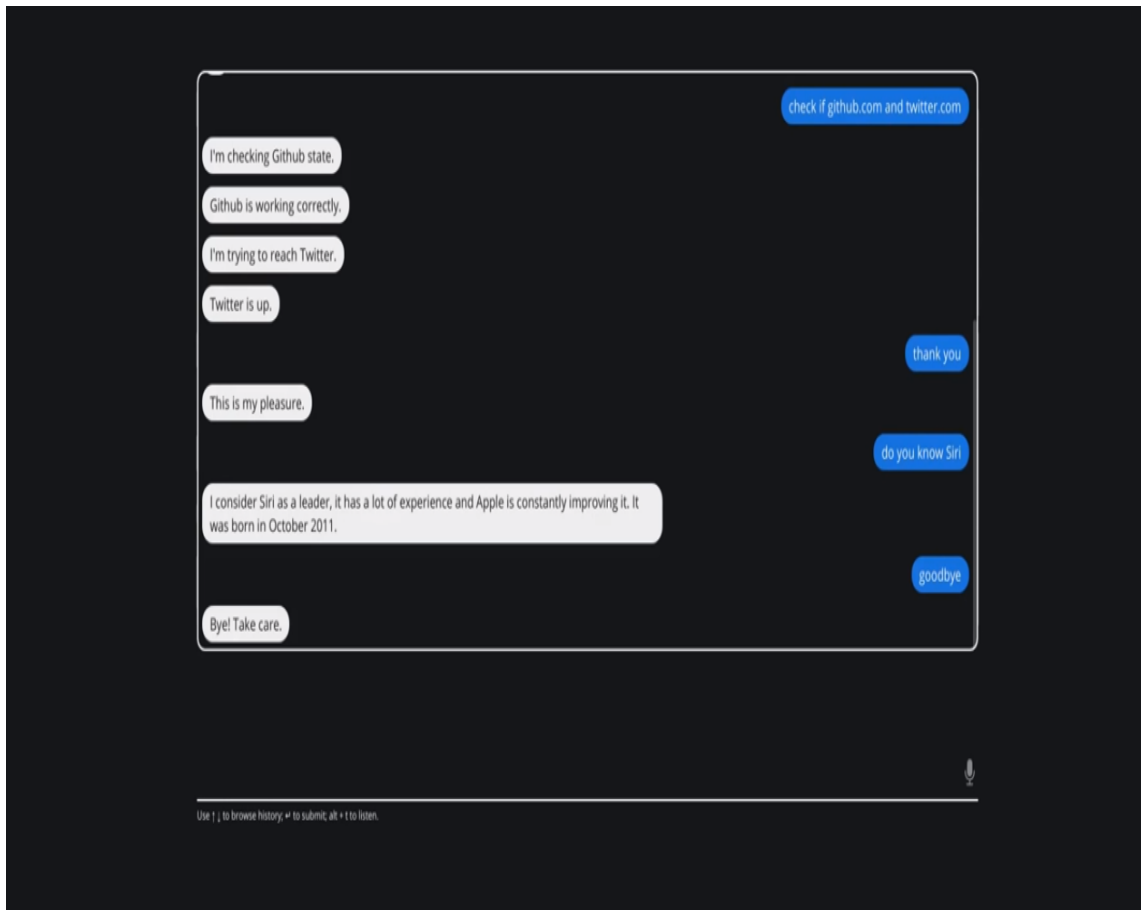 check if github.com and twitter.com
I'm checking Github state.
Github is working correctly.
I'm trying to reach Twitter.
Twitter is up.
thank you
This is my pleasure.
do you know Siri
I consider Siri as a leader, it has a lot of experience and Apple is constantly improving it. It
was born in October 2011.
goodbye
Bye! Take care.
Use ↑ ↓ to browse history; ↵ to submit; alt + t to listen.